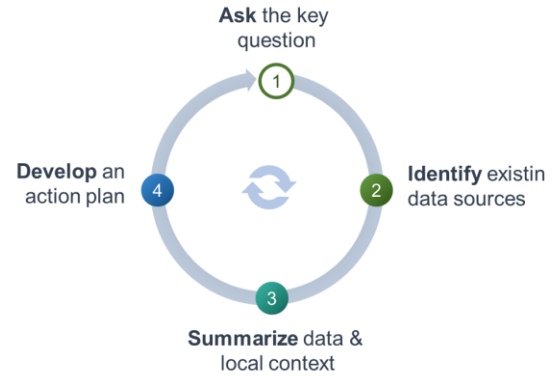 Ask the key
question
1
Develop an
action plan
4
2
Identify existin
data sources
3
Summarize data &
local context